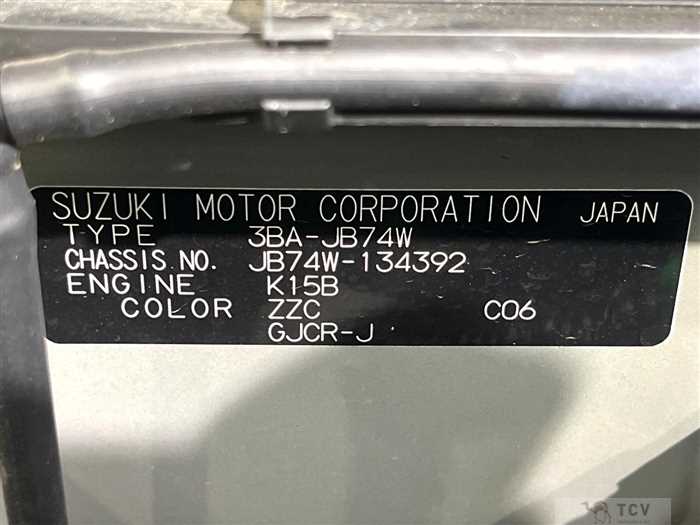 SUZUKI MOTOR CORPORATION JAPAN
TYPE 3BA-JB74W
CHASSIS NO. JB74W-134392
ENGINE K15B
COLOR ZZC C06
GJCR-J
TCV